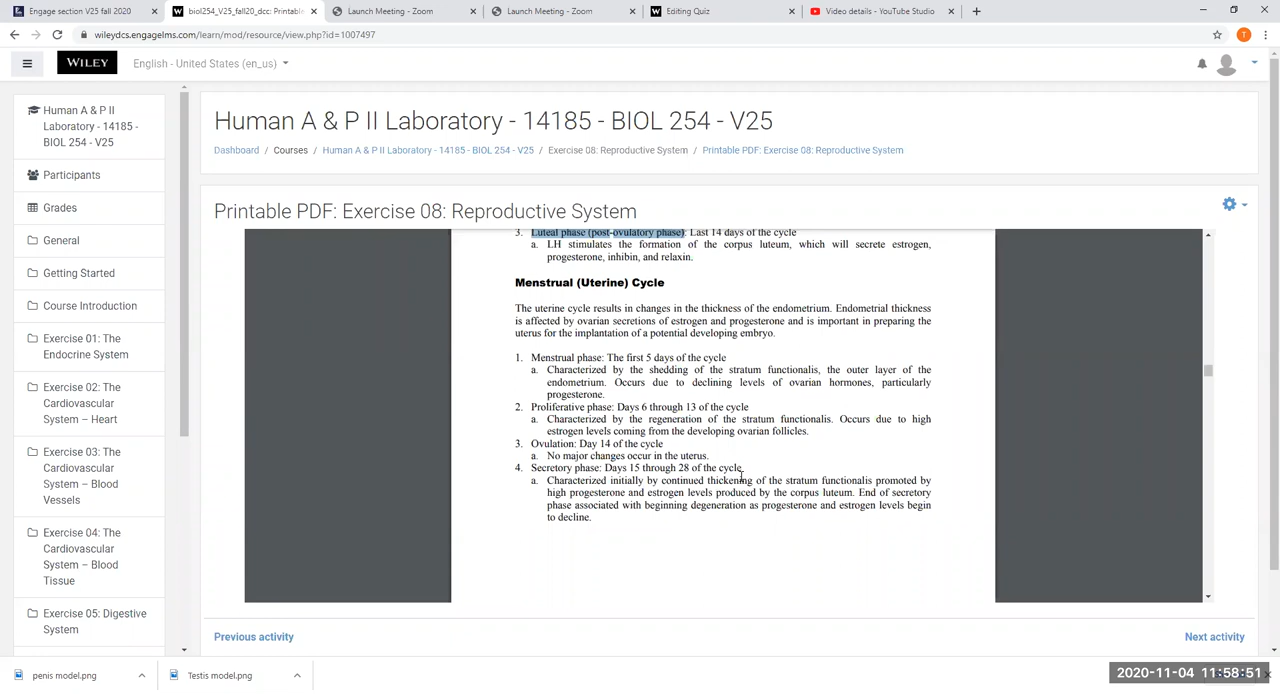 Engage section V25 fall 2020
biol254_V25_fall20_dcc: Printable
Launch Meeting - Zoom
Launch Meeting - Zoom
Editing Quiz
Video details - YouTube Studio
wileydcs.engagelms.com/learn/mod/resource/view.php?id=1007497
T
WILEY
English - United States (en_us)
Human A & P II
Laboratory - 14185 -
BIOL 254 - V25
Participants
Grades
General
Getting Started
Course Introduction
Exercise 01: The
Endocrine System
Exercise 02: The
Cardiovascular
System – Heart
Exercise 03: The
Cardiovascular
System – Blood
Vessels
Exercise 04: The
Cardiovascular
System – Blood
Tissue
Exercise 05: Digestive
System
Human A & P II Laboratory - 14185 - BIOL 254 - V25
Dashboard / Courses / Human A & P II Laboratory - 14185 - BIOL 254 - V25 / Exercise 08: Reproductive System / Printable PDF: Exercise 08: Reproductive System
Printable PDF: Exercise 08: Reproductive System
3. Luteal phase (post-ovulatory phase): Last 14 days of the cycle
a. LH stimulates the formation of the corpus luteum, which will secrete estrogen,
progesterone, inhibin, and relaxin.
Menstrual (Uterine) Cycle
The uterine cycle results in changes in the thickness of the endometrium. Endometrial thickness
is affected by ovarian secretions of estrogen and progesterone and is important in preparing the
uterus for the implantation of a potential developing embryo.
1. Menstrual phase: The first 5 days of the cycle
a. Characterized by the shedding of the stratum functionalis, the outer layer of the
endometrium. Occurs due to declining levels of ovarian hormones, particularly
progesterone.
2. Proliferative phase: Days 6 through 13 of the cycle
a. Characterized by the regeneration of the stratum functionalis. Occurs due to high
estrogen levels coming from the developing ovarian follicles.
3. Ovulation: Day 14 of the cycle
a. No major changes occur in the uterus.
4. Secretory phase: Days 15 through 28 of the cycle
a. Characterized initially by continued thickening of the stratum functionalis promoted by
high progesterone and estrogen levels produced by the corpus luteum. End of secretory
phase associated with beginning degeneration as progesterone and estrogen levels begin
to decline.
Previous activity
Next activity
penis model.png
Testis model.png
2020-11-04 11:58:51